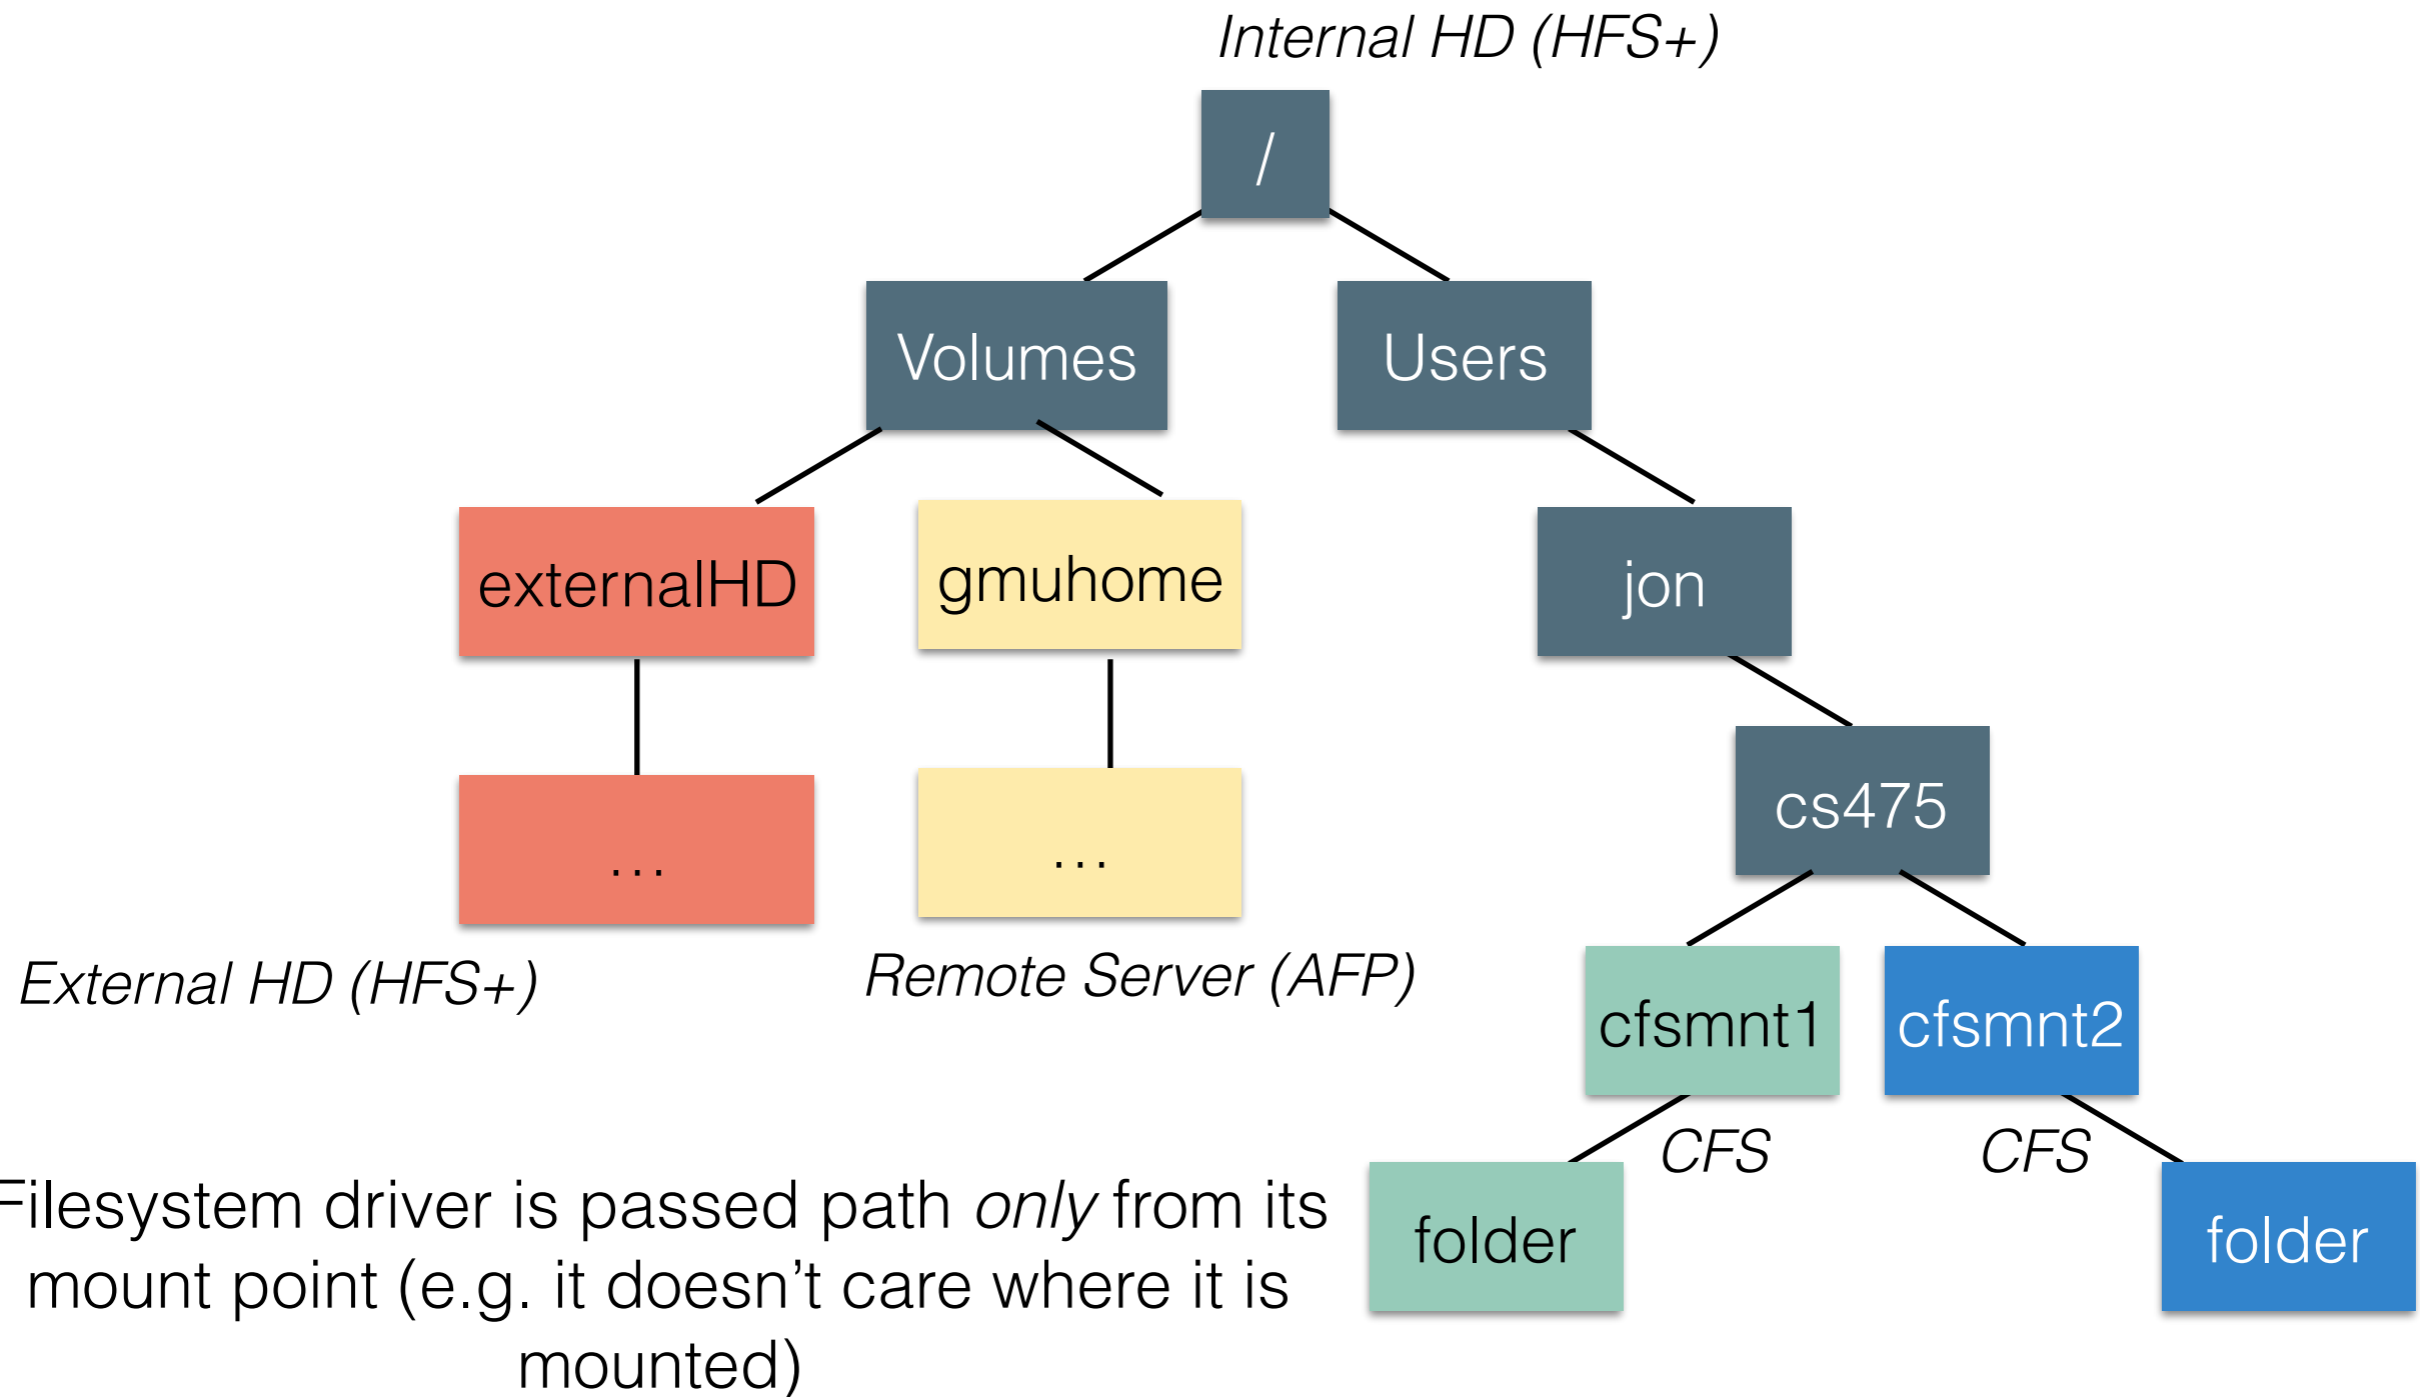 Internal HD (HFS+)
/
Volumes
Users
externalHD
gmuhome
jon
...
...
cs475
External HD (HFS+)
Remote Server (AFP)
cfsmnt1
cfsmnt2
CFS
CFS
folder
folder
Filesystem driver is passed path only from its
mount point (e.g. it doesn’t care where it is
mounted)